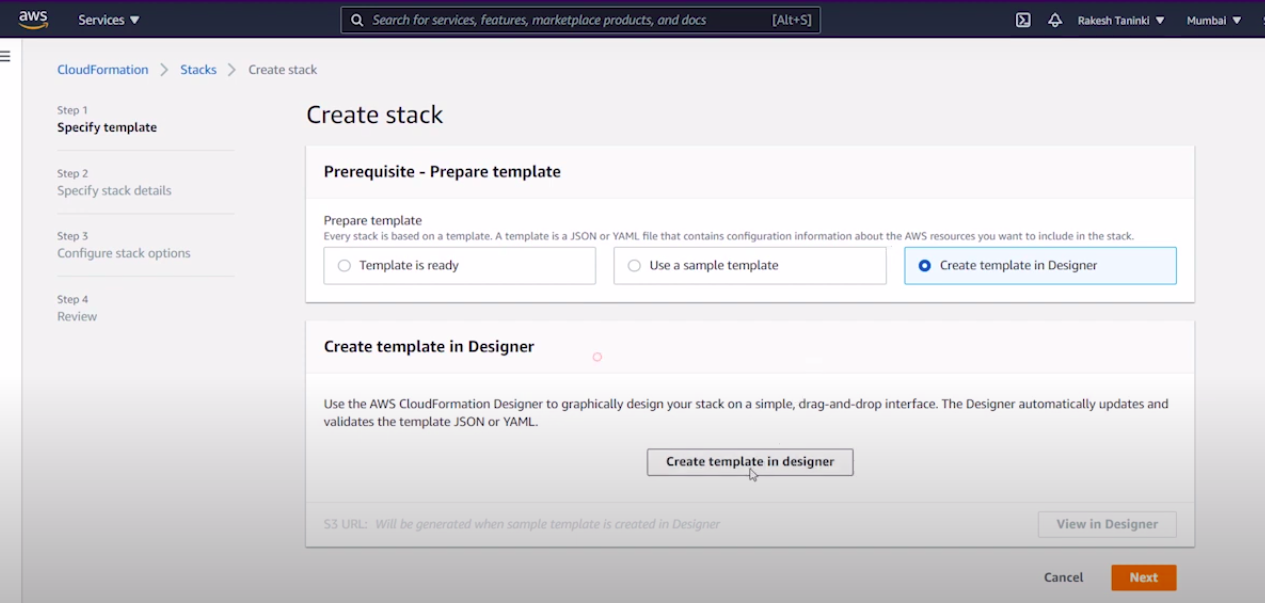 aws Services Search for services, features, marketplace products, and docs [Alt+S] Rakesh Taninki Mumbai
CloudFormation Stacks Create stack
Step 1
Specify template
Step 2
Specify stack details
Step 3
Configure stack options
Step 4
Review
Create stack
Prerequisite - Prepare template
Prepare template
Every stack is based on a template. A template is a JSON or YAML file that contains configuration information about the AWS resources you want to include in the stack.
Template is ready Use a sample template Create template in Designer
Create template in Designer
Use the AWS CloudFormation Designer to graphically design your stack on a simple, drag-and-drop interface. The Designer automatically updates and
validates the template JSON or YAML.
Create template in designer
S3 URL: Will be generated when sample template is created in Designer View in Designer
Cancel Next